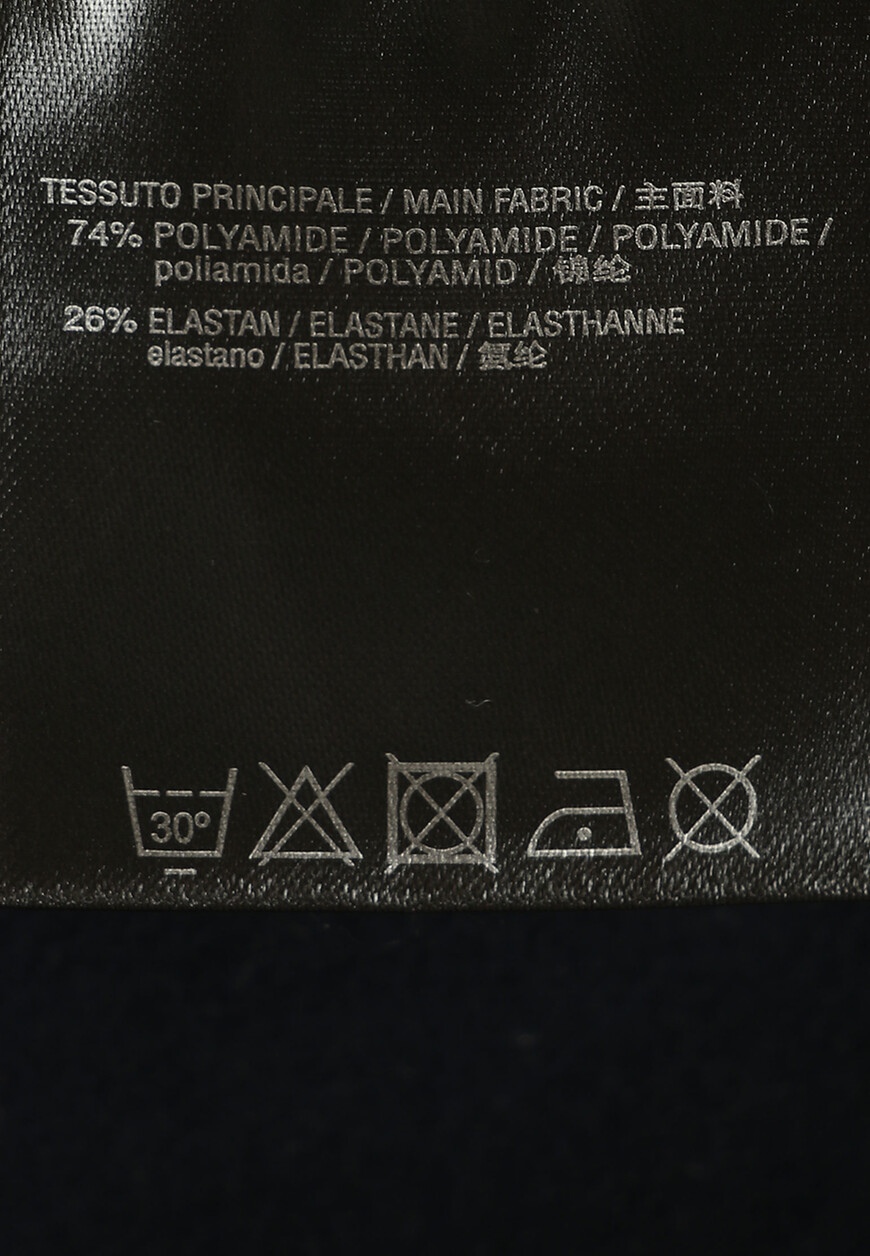 TESSUTO PRINCIPALE / MAIN FABRIC / 主面料
74% POLYAMIDE / POLYAMIDE / POLYAMIDE /
poliamida / POLYAMID / 锦纶
26% ELASTAN / ELASTANE / ELASTHANNE
elastano / ELASTHAN / 氨纶
30°